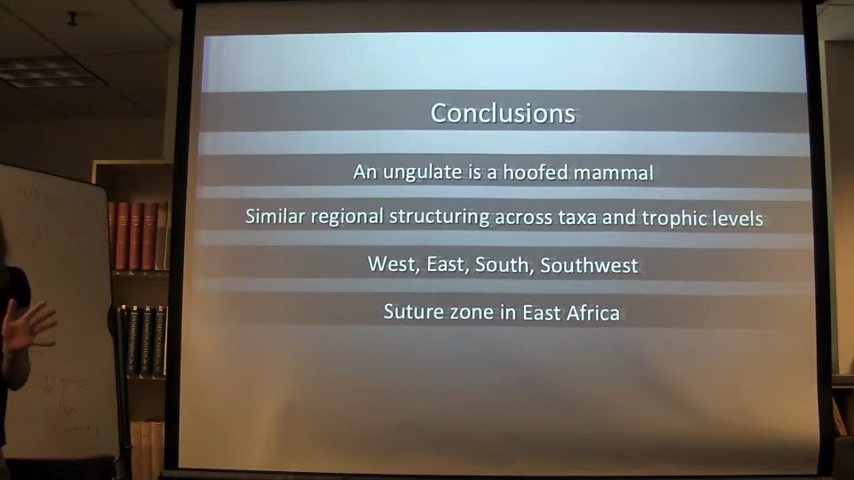 Conclusions
An ungulate is a hoofed mammal
Similar regional structuring across taxa and trophic levels
West, East, South, Southwest
Suture zone in East Africa